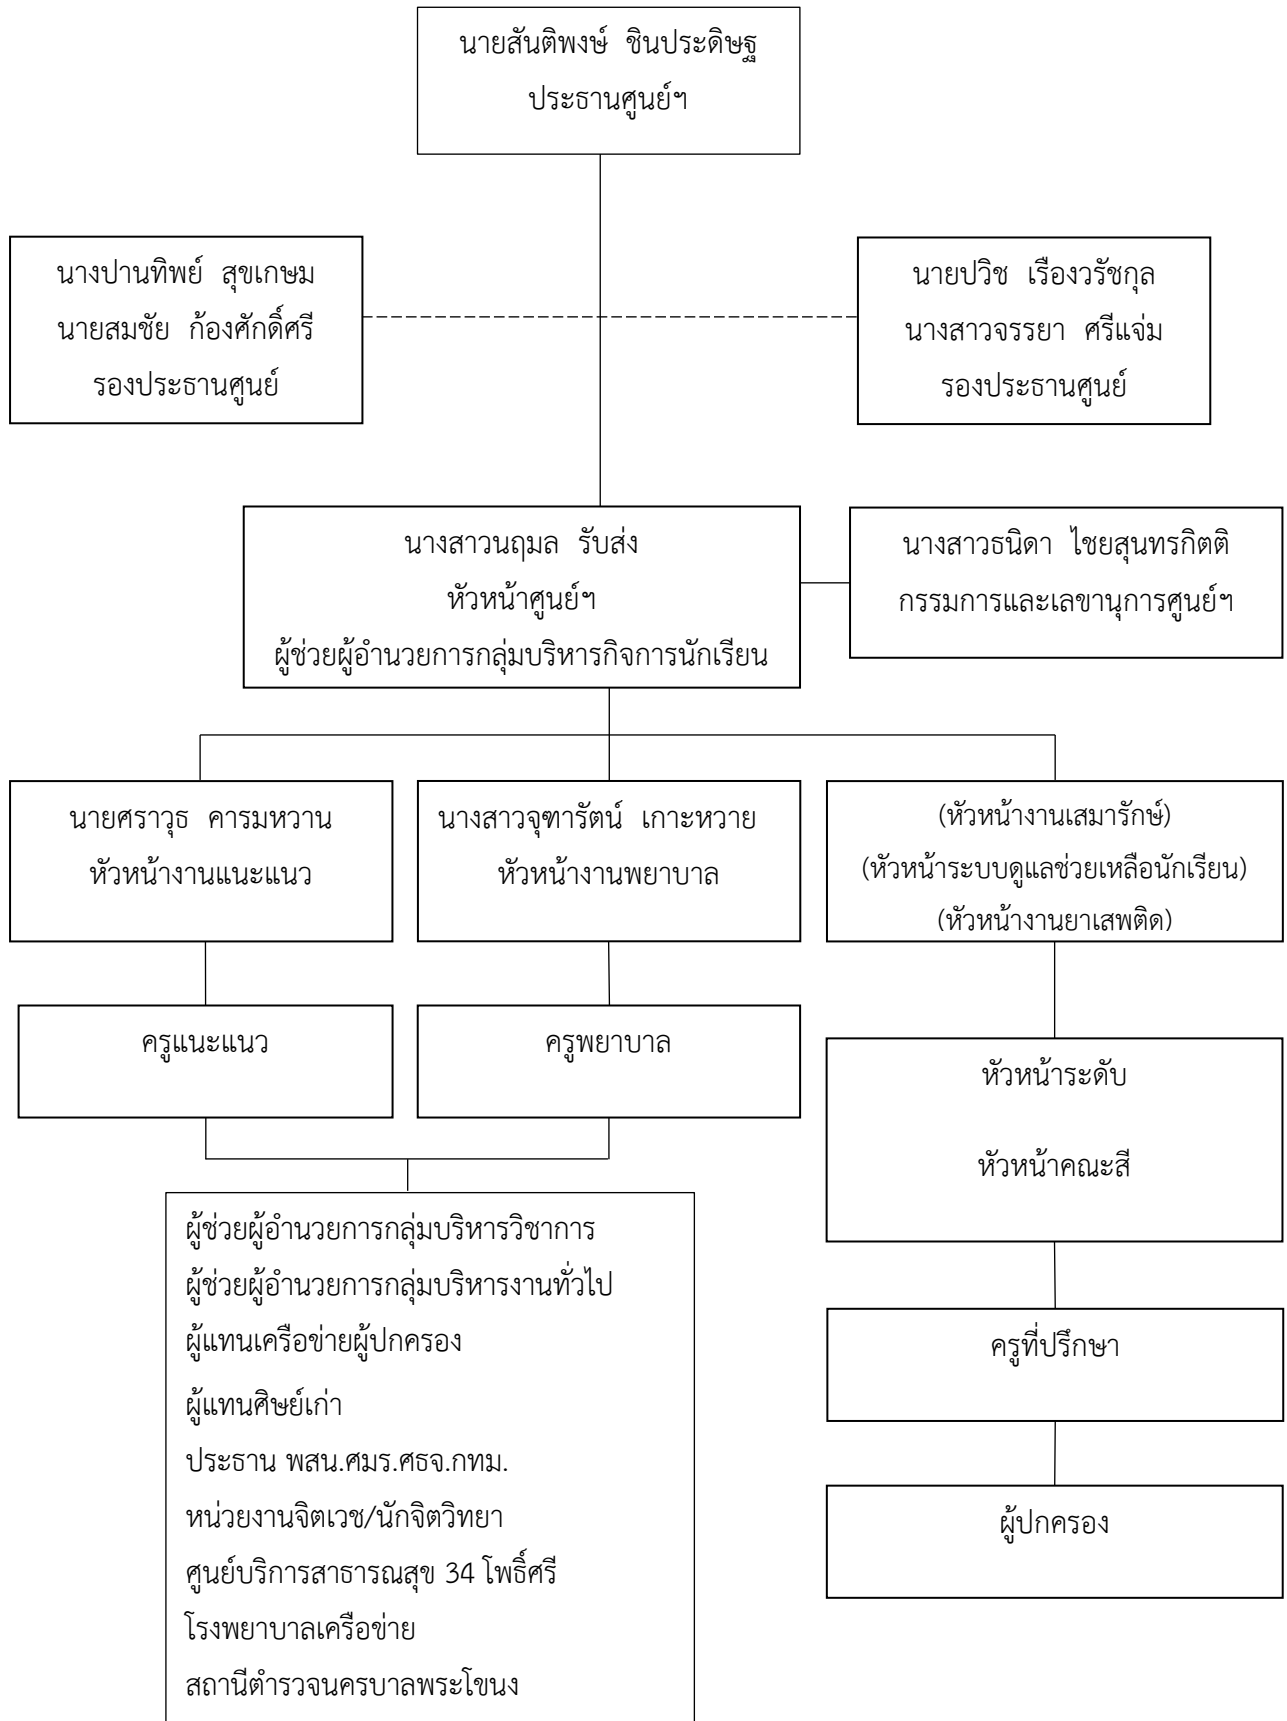 นายสันติพงษ์ ชินประดิษฐ
ประธานศูนย์ฯ
นางปานทิพย์ สุขเกษม
นายสมชัย ก้องศักดิ์ศรี
รองประธานศูนย์
นายปวิช เรืองวรัชกุล
นางสาวจรรยา ศรีแจ่ม
รองประธานศูนย์
นางสาวนฤมล รับส่ง
หัวหน้าศูนย์ฯ
ผู้ช่วยผู้อำนวยการกลุ่มบริหารกิจการนักเรียน
นางสาวธนิดา ไชยสุนทรกิตติ
กรรมการและเลขานุการศูนย์ฯ
นายศราวุธ คารมหวาน
หัวหน้างานแนะแนว
นางสาวจุฑารัตน์ เกาะหวาย
หัวหน้างานพยาบาล
(หัวหน้างานเสมารักษ์)
(หัวหน้าระบบดูแลช่วยเหลือนักเรียน)
(หัวหน้างานยาเสพติด)
ครูแนะแนว
ครูพยาบาล
หัวหน้าระดับ
หัวหน้าคณะสี
ผู้ช่วยผู้อำนวยการกลุ่มบริหารวิชาการ
ผู้ช่วยผู้อำนวยการกลุ่มบริหารงานทั่วไป
ผู้แทนเครือข่ายผู้ปกครอง
ผู้แทนศิษย์เก่า
ประธาน พสน.ศมร.ศธจ.กทม.
หน่วยงานจิตเวช/นักจิตวิทยา
ศูนย์บริการสาธารณสุข 34 โพธิ์ศรี
โรงพยาบาลเครือข่าย
สถานีตำรวจนครบาลพระโขนง
ครูที่ปรึกษา
ผู้ปกครอง